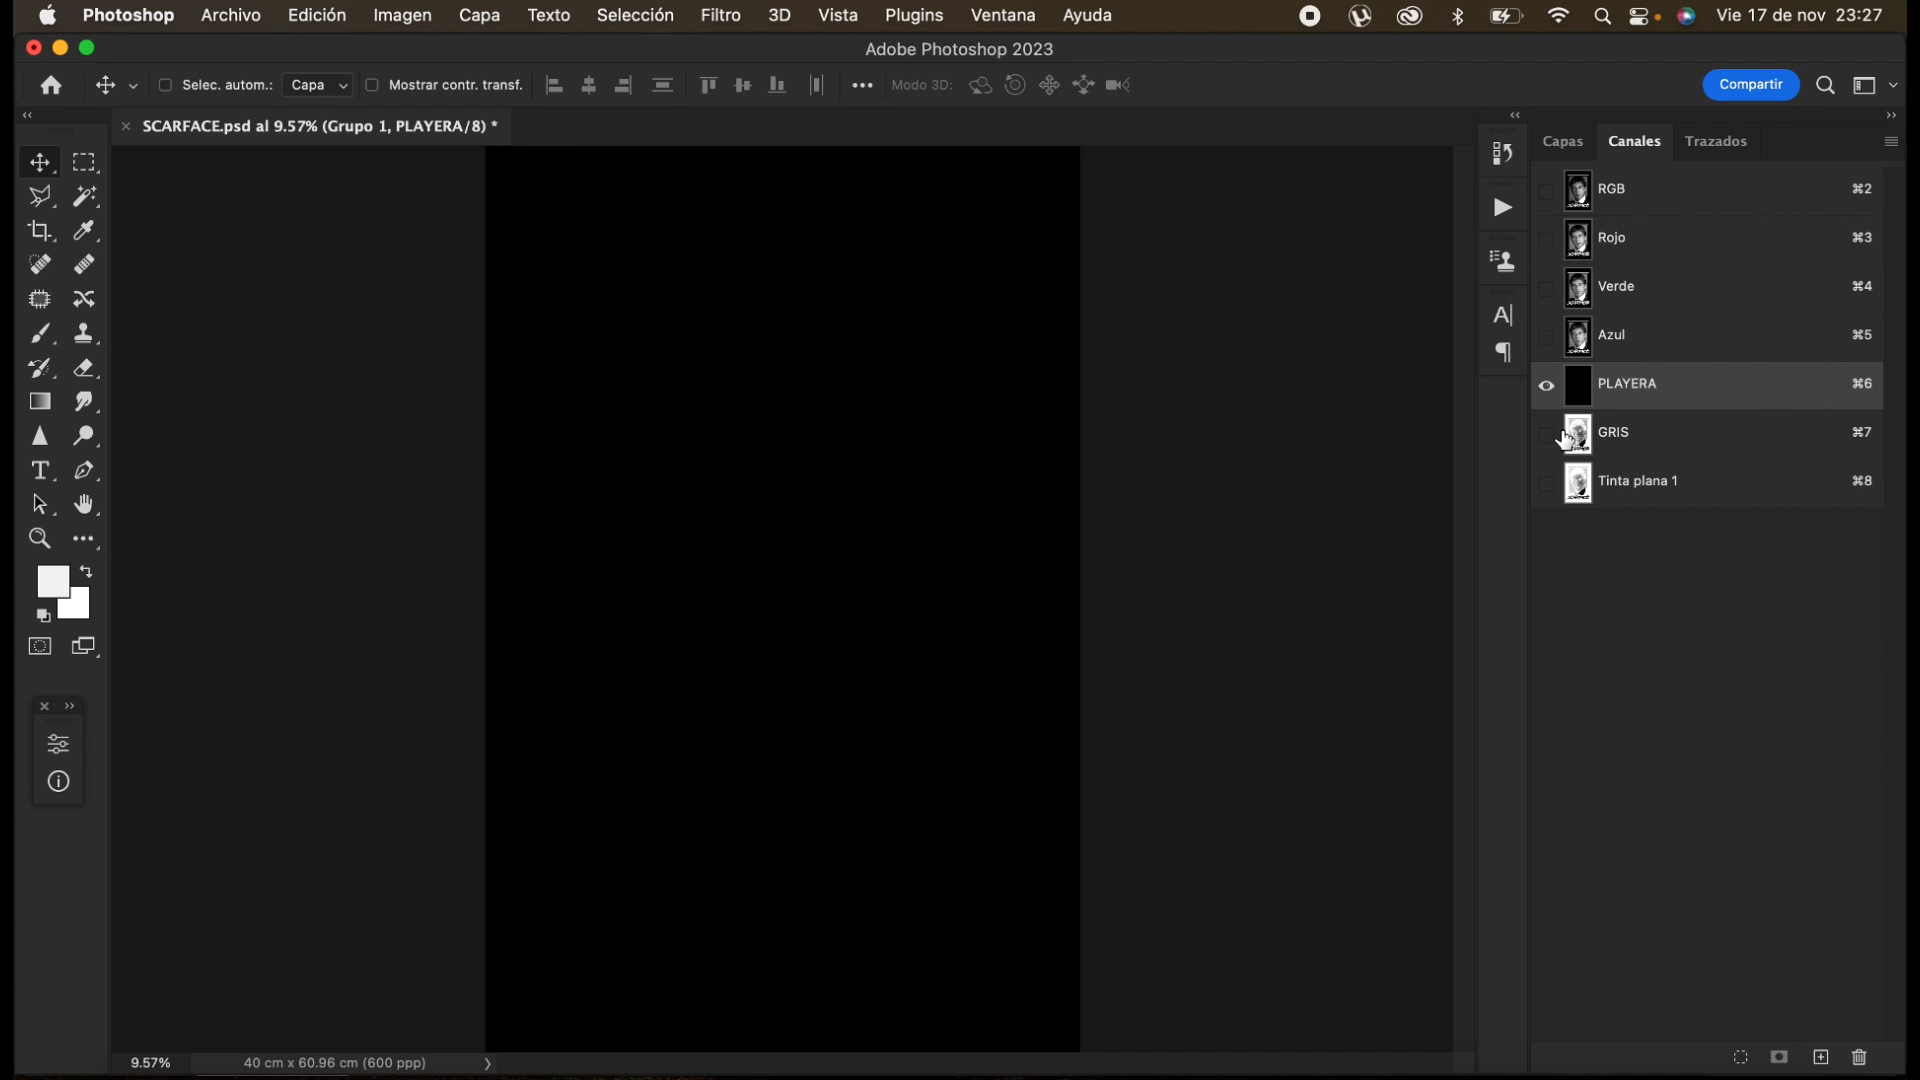 Photoshop Archivo Edición Imagen Capa Texto Selección Filtro 3D Vista Plugins Ventana Ayuda Vie 17 de nov 23:27
Adobe Photoshop 2023
Selec. autom.: Capa Mostrar contr. transf. Modo 3D: Compartir
SCARFACE.psd al 9.57% (Grupo 1, PLAYERA/8) *
Capas Canales Trazados
RGB ⌘2
Rojo ⌘3
Verde ⌘4
Azul ⌘5
PLAYERA ⌘6
GRIS ⌘7
Tinta plana 1 ⌘8
9.57% 40 cm x 60.96 cm (600 ppp)